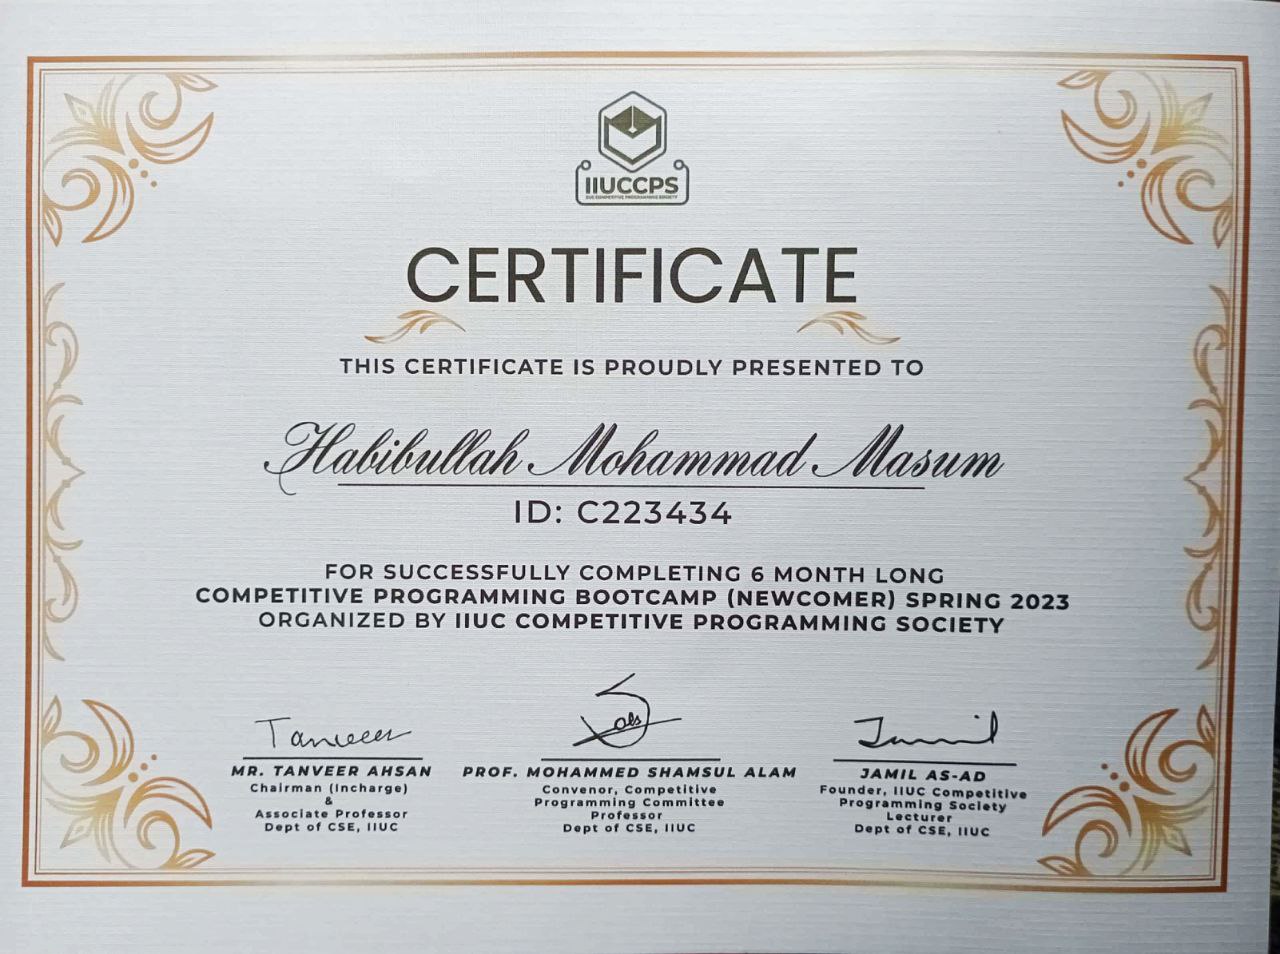 IIUCCPS
IIUC COMPETITIVE PROGRAMMING SOCIETY
CERTIFICATE
THIS CERTIFICATE IS PROUDLY PRESENTED TO
Habibullah Mohammad Masum
ID: C223434
FOR SUCCESSFULLY COMPLETING 6 MONTH LONG
COMPETITIVE PROGRAMMING BOOTCAMP (NEWCOMER) SPRING 2023
ORGANIZED BY IIUC COMPETITIVE PROGRAMMING SOCIETY
Tanveer
Jamil
MR. TANVEER AHSAN
Chairman (Incharge)
&
Associate Professor
Dept of CSE, IIUC
PROF. MOHAMMED SHAMSUL ALAM
Convenor, Competitive
Programming Committee
Professor
Dept of CSE, IIUC
JAMIL AS-AD
Founder, IIUC Competitive
Programming Society
Lecturer
Dept of CSE, IIUC